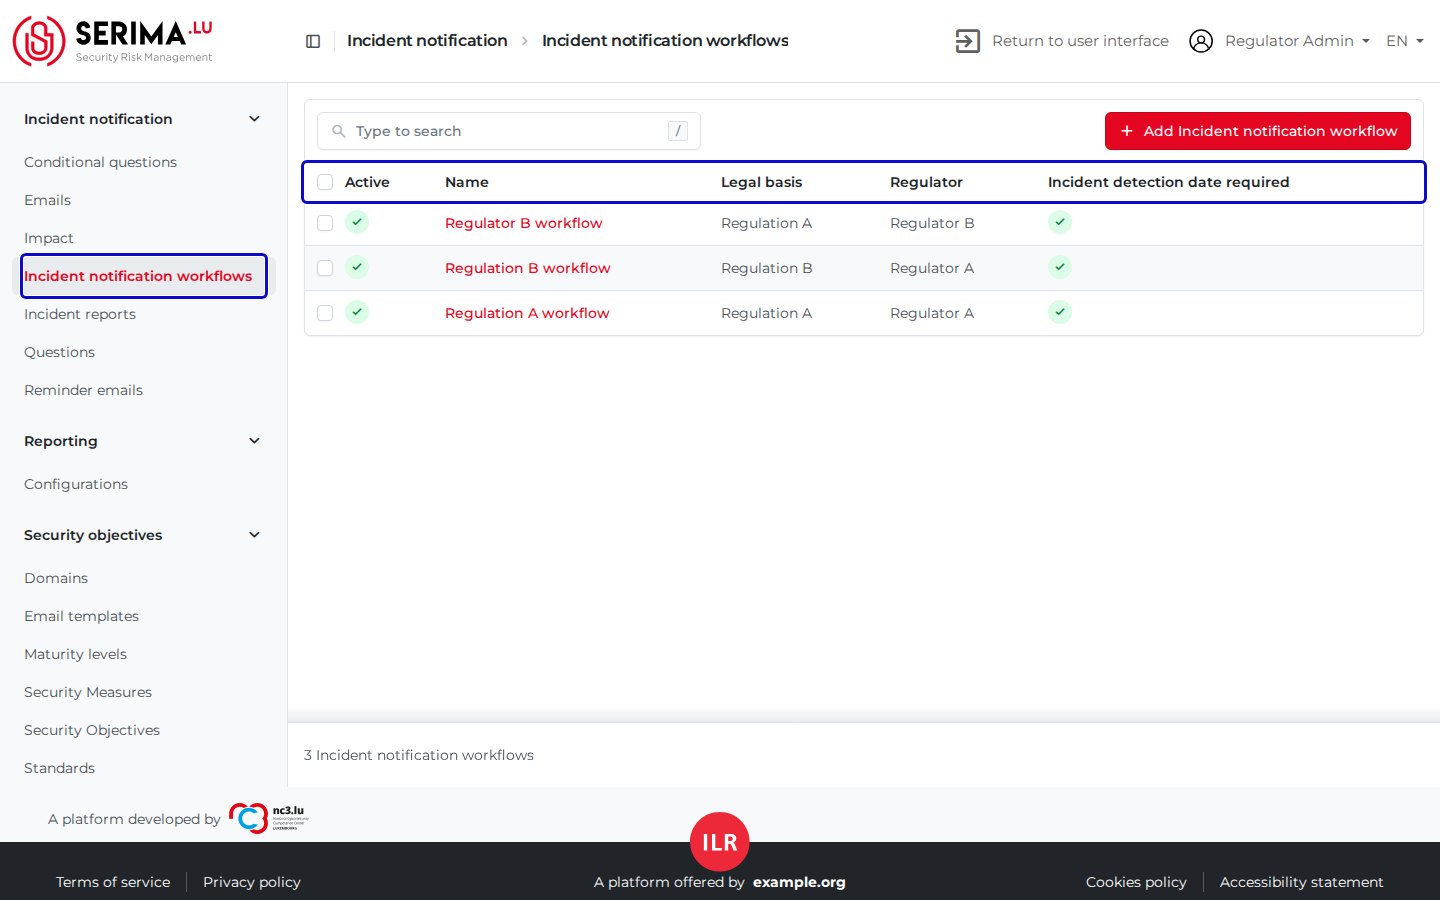 SERIMA.LU
Security Risk Management
Incident notification > Incident notification workflows
Return to user interface
Regulator Admin
EN
Incident notification
Conditional questions
Emails
Impact
Incident notification workflows
Incident reports
Questions
Reminder emails
Reporting
Configurations
Security objectives
Domains
Email templates
Maturity levels
Security Measures
Security Objectives
Standards
Type to search /
+ Add Incident notification workflow
Active Name Legal basis Regulator Incident detection date required
Regulator B workflow Regulation A Regulator B
Regulation B workflow Regulation B Regulator A
Regulation A workflow Regulation A Regulator A
3 Incident notification workflows
A platform developed by
nc3.lu
LUXEMBOURG
ILR
Terms of service
Privacy policy
A platform offered by example.org
Cookies policy
Accessibility statement